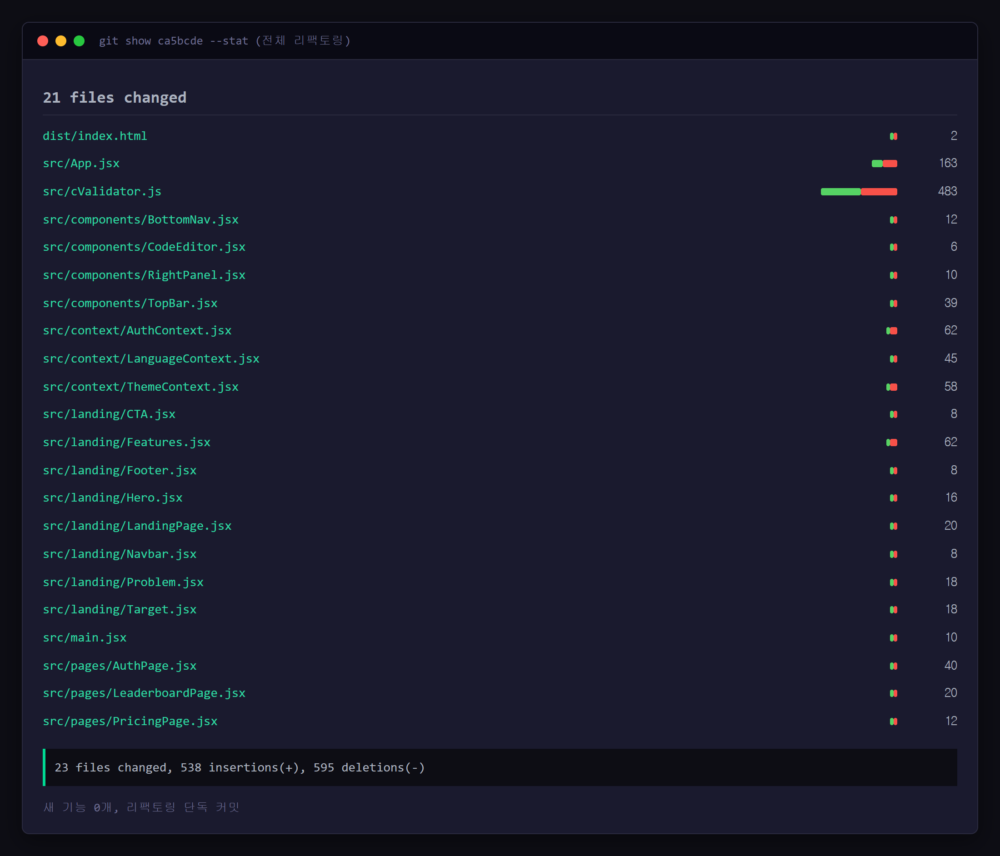 git show ca5bcde --stat (전체 리팩토링)
21 files changed
dist/index.html 2
src/App.jsx 163
src/cValidator.js 483
src/components/BottomNav.jsx 12
src/components/CodeEditor.jsx 6
src/components/RightPanel.jsx 10
src/components/TopBar.jsx 39
src/context/AuthContext.jsx 62
src/context/LanguageContext.jsx 45
src/context/ThemeContext.jsx 58
src/landing/CTA.jsx 8
src/landing/Features.jsx 62
src/landing/Footer.jsx 8
src/landing/Hero.jsx 16
src/landing/LandingPage.jsx 20
src/landing/Navbar.jsx 8
src/landing/Problem.jsx 18
src/landing/Target.jsx 18
src/main.jsx 10
src/pages/AuthPage.jsx 40
src/pages/LeaderboardPage.jsx 20
src/pages/PricingPage.jsx 12
23 files changed, 538 insertions(+), 595 deletions(-)
새 기능 0개, 리팩토링 단독 커밋